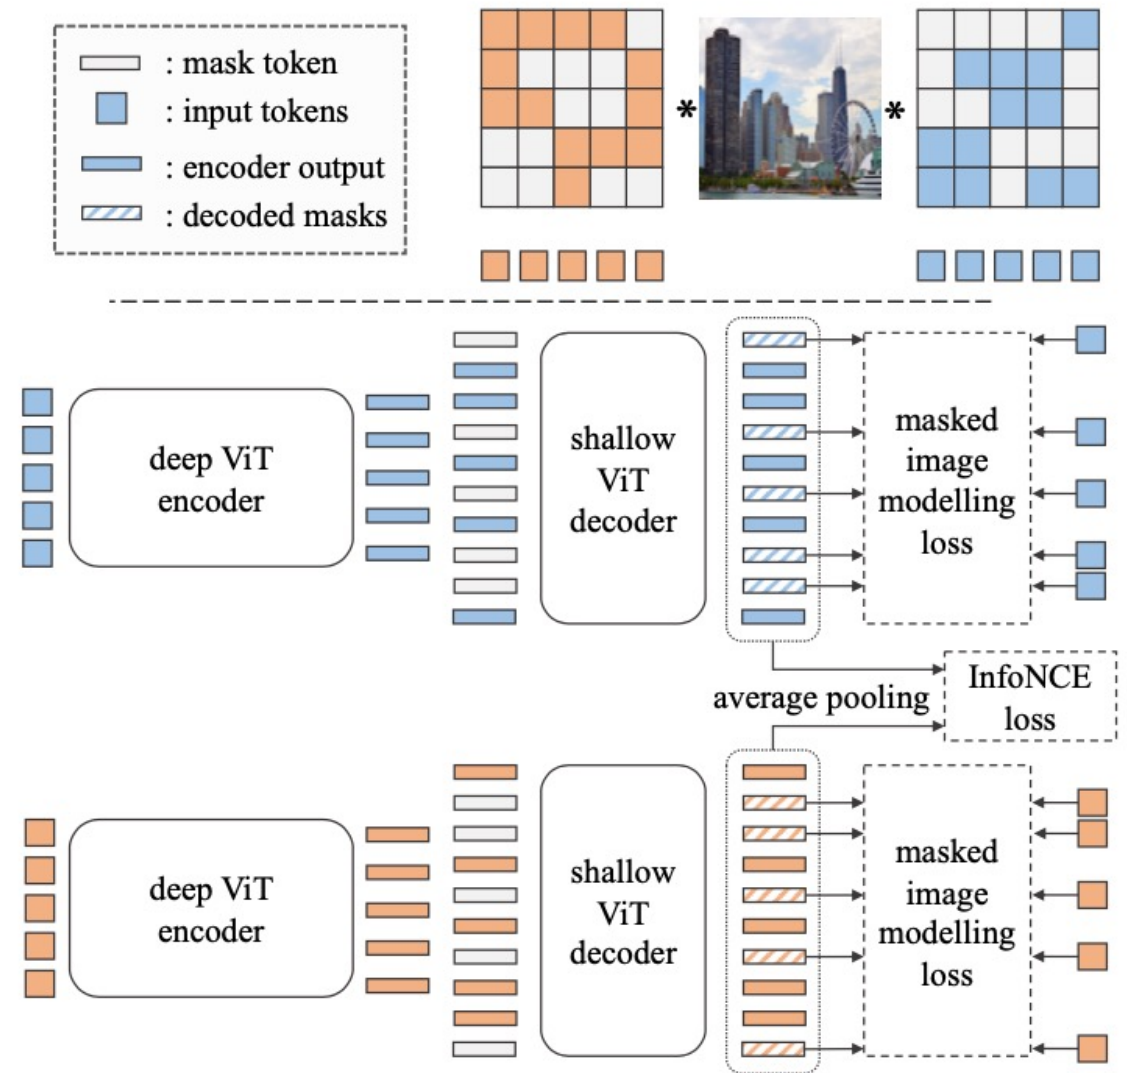 : mask token
: input tokens
: encoder output
: decoded masks
*
*
deep ViT
encoder
shallow
ViT
decoder
masked
image
modelling
loss
InfoNCE
loss
average pooling
deep ViT
encoder
shallow
ViT
decoder
masked
image
modelling
loss